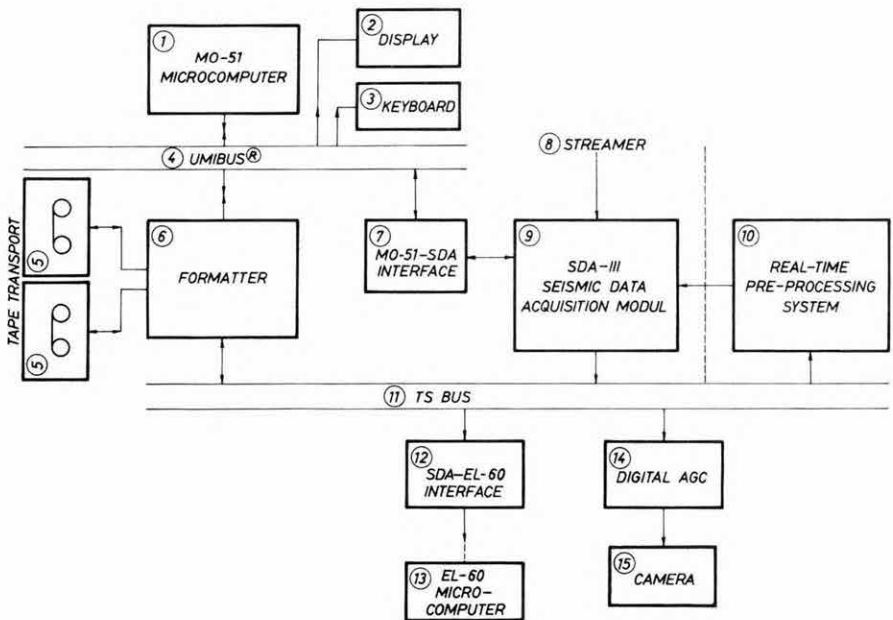 ① MO-51
MICROCOMPUTER
② DISPLAY
③ KEYBOARD
④ UMIBUS®
⑧ STREAMER
TAPE TRANSPORT
⑤
⑤
⑥
FORMATTER
⑦
MO-51-SDA
INTERFACE
⑨
SDA-III
SEISMIC DATA
ACQUISITION MODUL
⑩
REAL-TIME
PRE-PROCESSING
SYSTEM
⑪ TS BUS
⑫
SDA-EL-60
INTERFACE
⑬ EL-60
MICRO-
COMPUTER
⑭
DIGITAL AGC
⑮
CAMERA